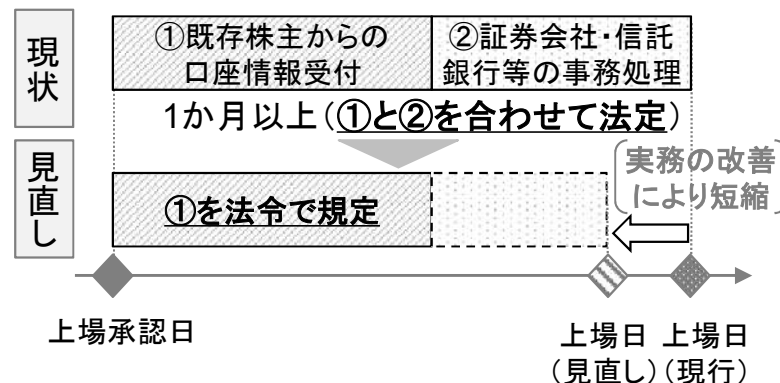 現状
①既存株主からの
口座情報受付
②証券会社・信託
銀行等の事務処理
1か月以上(①と②を合わせて法定)
見直し
①を法令で規定
実務の改善
により短縮
上場承認日
上場日
(見直し)
上場日
(現行)